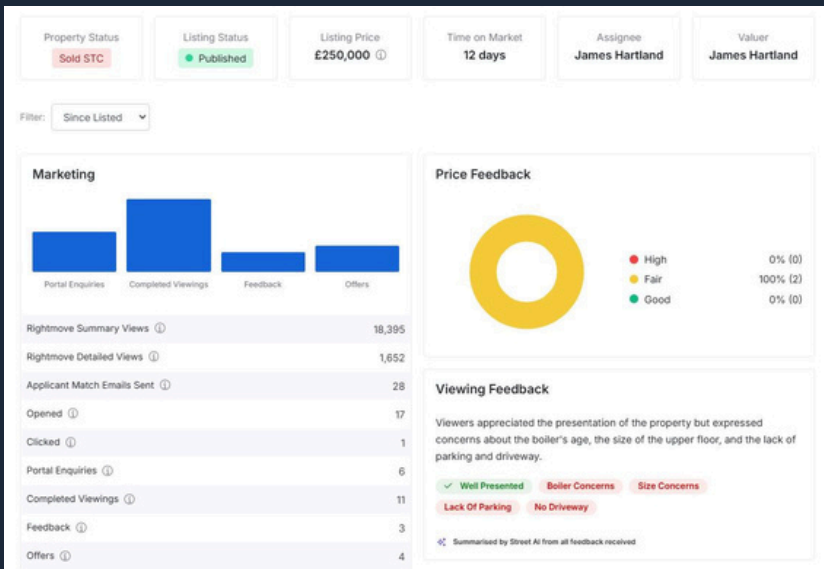 Property Status
Sold STC
Listing Status
Published
Listing Price
£250,000
Time on Market
12 days
Assignee
James Hartland
Valuer
James Hartland
Filter:
Since Listed
Marketing
Portal Enquiries
Completed Viewings
Feedback
Offers
Rightmove Summary Views 18,395
Rightmove Detailed Views 1,652
Applicant Match Emails Sent 28
Opened 17
Clicked 1
Portal Enquiries 6
Completed Viewings 11
Feedback 3
Offers 4
Price Feedback
High 0% (0)
Fair 100% (2)
Good 0% (0)
Viewing Feedback
Viewers appreciated the presentation of the property but expressed
concerns about the boiler's age, the size of the upper floor, and the lack of
parking and driveway.
Well Presented
Boiler Concerns
Size Concerns
Lack Of Parking
No Driveway
Summarised by Street AI from all feedback received